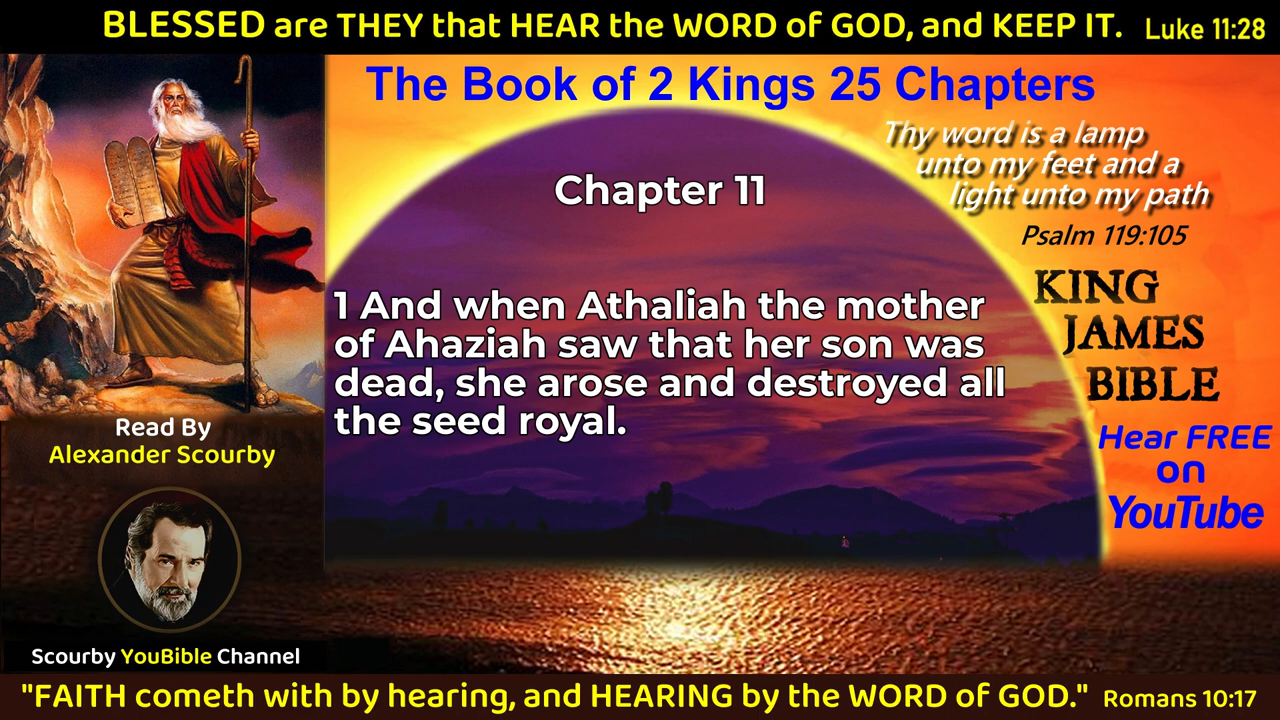 BLESSED are THEY that HEAR the WORD of GOD, and KEEP IT. Luke 11:28
The Book of 2 Kings 25 Chapters
Thy word is a lamp
unto my feet and a
light unto my path
Psalm 119:105
Chapter 11
1 And when Athaliah the mother
of Ahaziah saw that her son was
dead, she arose and destroyed all
the seed royal.
KING
JAMES
BIBLE
Hear FREE
on
YouTube
Read By
Alexander Scourby
Scourby YouBible Channel
"FAITH cometh with by hearing, and HEARING by the WORD of GOD." Romans 10:17